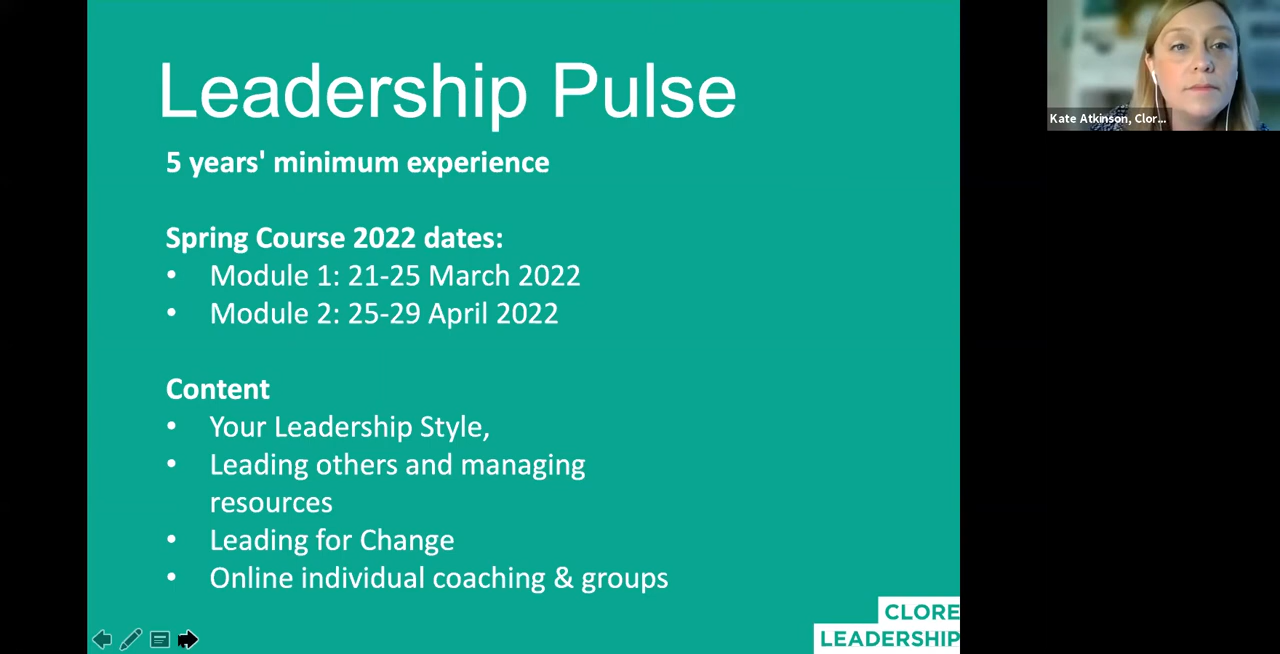 Leadership Pulse
5 years' minimum experience
Spring Course 2022 dates:
• Module 1: 21-25 March 2022
• Module 2: 25-29 April 2022
Content
• Your Leadership Style,
• Leading others and managing
resources
• Leading for Change
• Online individual coaching & groups
CLORE
LEADERSHIP
Kate Atkinson, Clor...